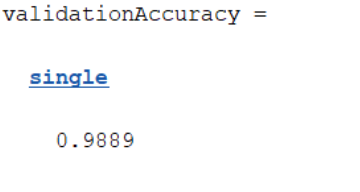 validationAccuracy =
single
0.9889